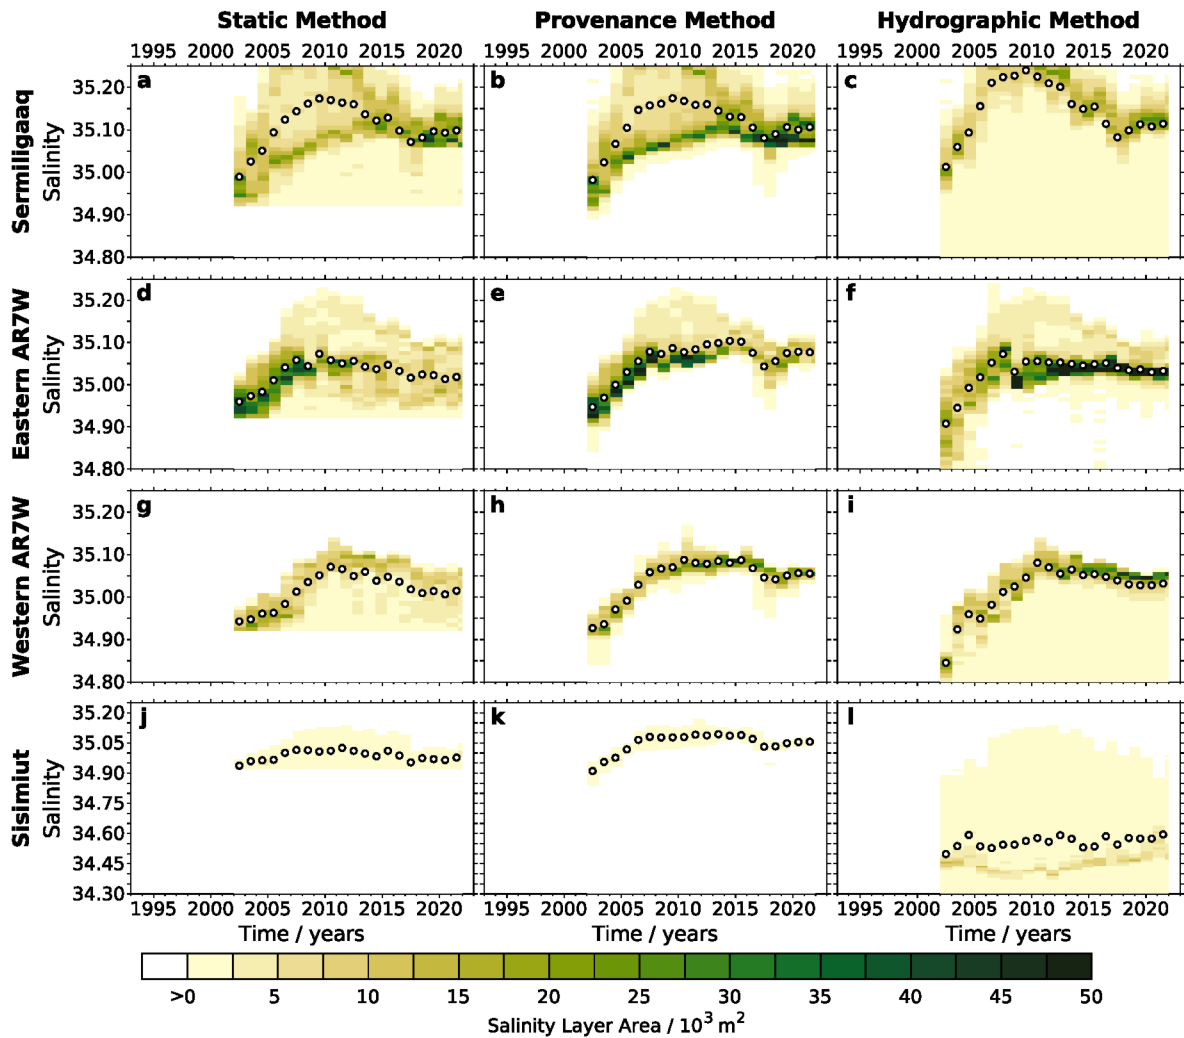 Static Method Provenance Method Hydrographic Method
1995 2000 2005 2010 2015 2020 1995 2000 2005 2010 2015 2020 1995 2000 2005 2010 2015 2020
Sermiligaaq
Salinity
35.20
35.10
35.00
34.90
34.80
a b c
Eastern AR7W
Salinity
35.20
35.10
35.00
34.90
34.80
d e f
Western AR7W
Salinity
35.20
35.10
35.00
34.90
34.80
g h i
Sisimiut
Salinity
35.20
35.05
34.90
34.75
34.60
34.45
34.30
j k l
1995 2000 2005 2010 2015 2020 1995 2000 2005 2010 2015 2020 1995 2000 2005 2010 2015 2020
Time / years Time / years Time / years
>0 5 10 15 20 25 30 35 40 45 50
Salinity Layer Area / 10³ m²